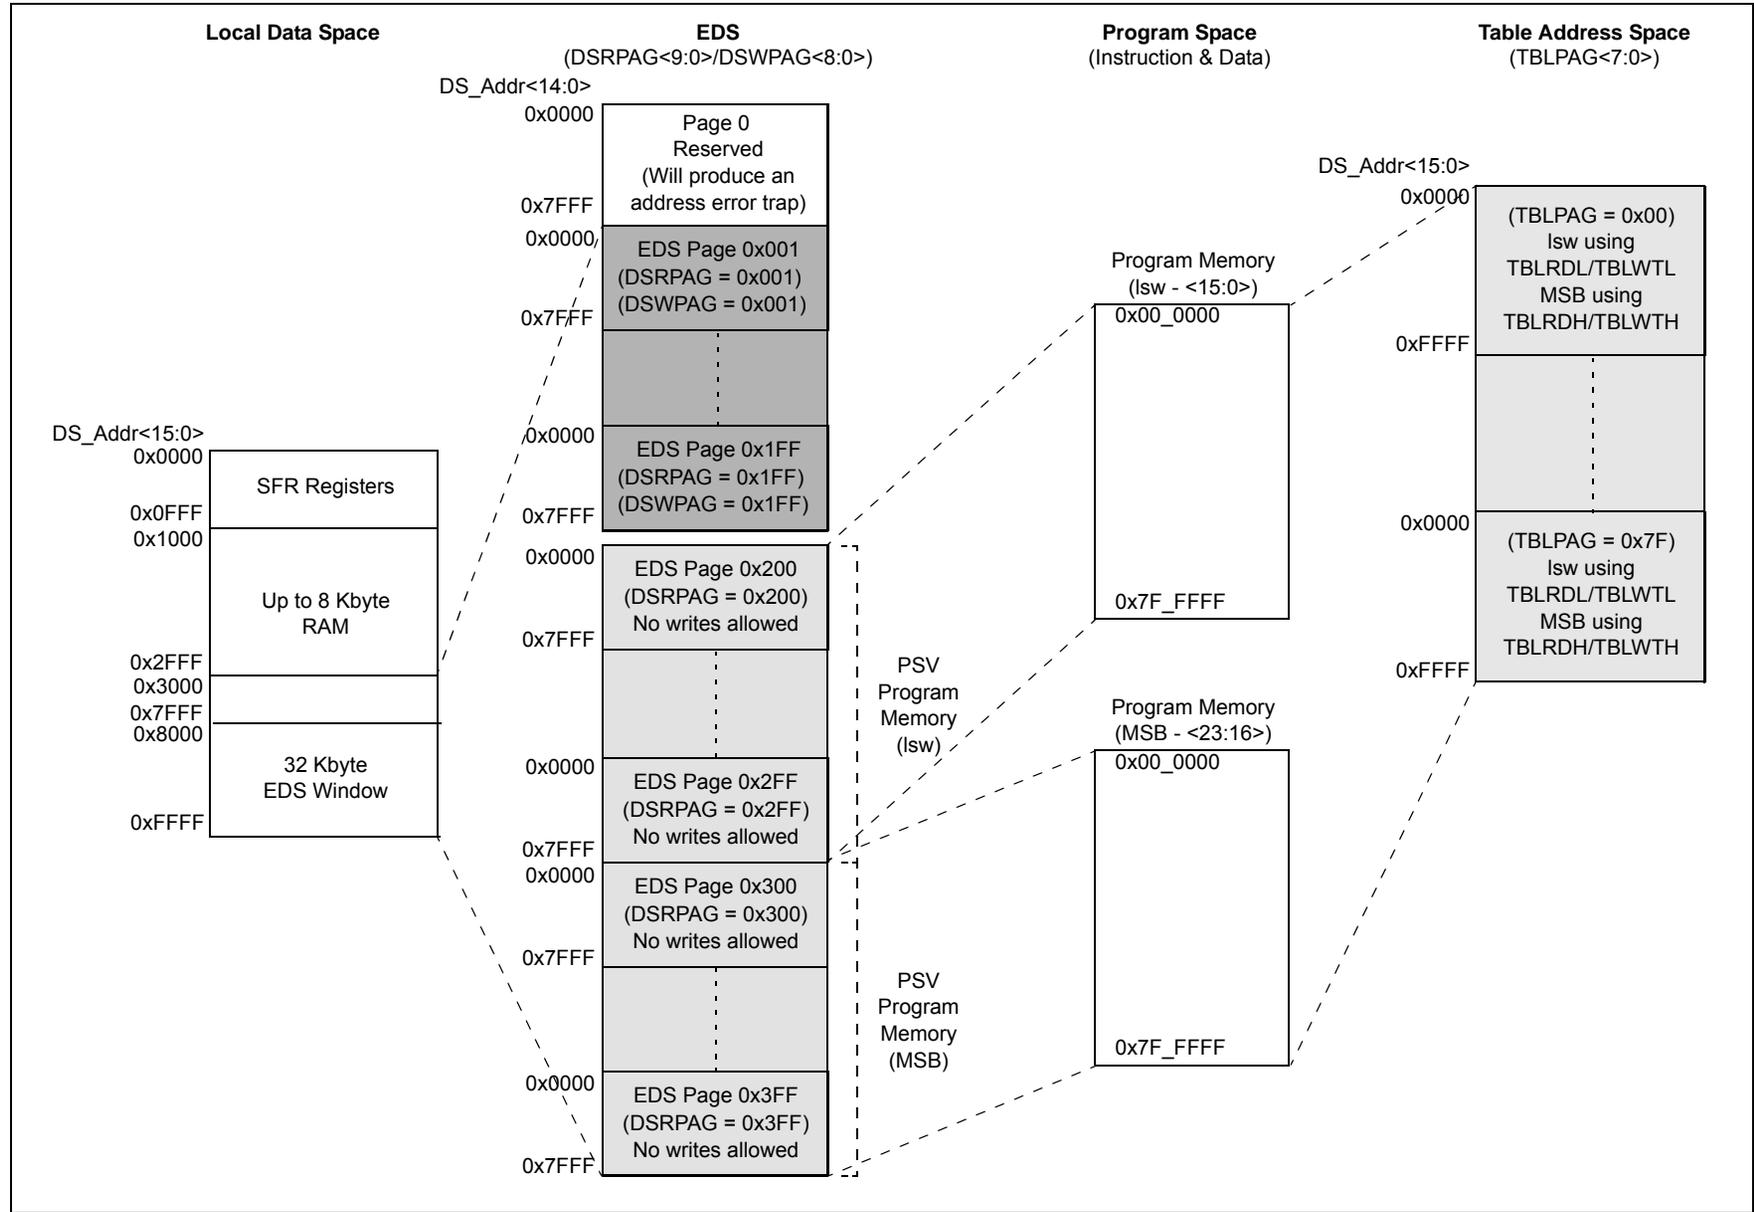 Local Data Space
DS_Addr<15:0>
0x0000
SFR Registers
0x0FFF
0x1000
Up to 8 Kbyte
RAM
0x2FFF
0x3000
0x7FFF
0x8000
32 Kbyte
EDS Window
0xFFFF
EDS
(DSRPAG<9:0>/DSWPAG<8:0>)
DS_Addr<14:0>
0x0000
Page 0
Reserved
(Will produce an
address error trap)
0x7FFF
0x0000
EDS Page 0x001
(DSRPAG = 0x001)
(DSWPAG = 0x001)
0x7FFF
0x0000
EDS Page 0x1FF
(DSRPAG = 0x1FF)
(DSWPAG = 0x1FF)
0x7FFF
0x0000
EDS Page 0x200
(DSRPAG = 0x200)
No writes allowed
0x7FFF
PSV
Program
Memory
(lsw)
0x0000
EDS Page 0x2FF
(DSRPAG = 0x2FF)
No writes allowed
0x7FFF
0x0000
EDS Page 0x300
(DSRPAG = 0x300)
No writes allowed
0x7FFF
PSV
Program
Memory
(MSB)
0x0000
EDS Page 0x3FF
(DSRPAG = 0x3FF)
No writes allowed
0x7FFF
Program Space
(Instruction & Data)
Program Memory
(lsw - <15:0>)
0x00_0000
0x7F_FFFF
Program Memory
(MSB - <23:16>)
0x00_0000
0x7F_FFFF
Table Address Space
(TBLPAG<7:0>)
DS_Addr<15:0>
0x0000
(TBLPAG = 0x00)
lsw using
TBLRDL/TBLWTL
MSB using
TBLRDH/TBLWTH
0xFFFF
0x0000
(TBLPAG = 0x7F)
lsw using
TBLRDL/TBLWTL
MSB using
TBLRDH/TBLWTH
0xFFFF